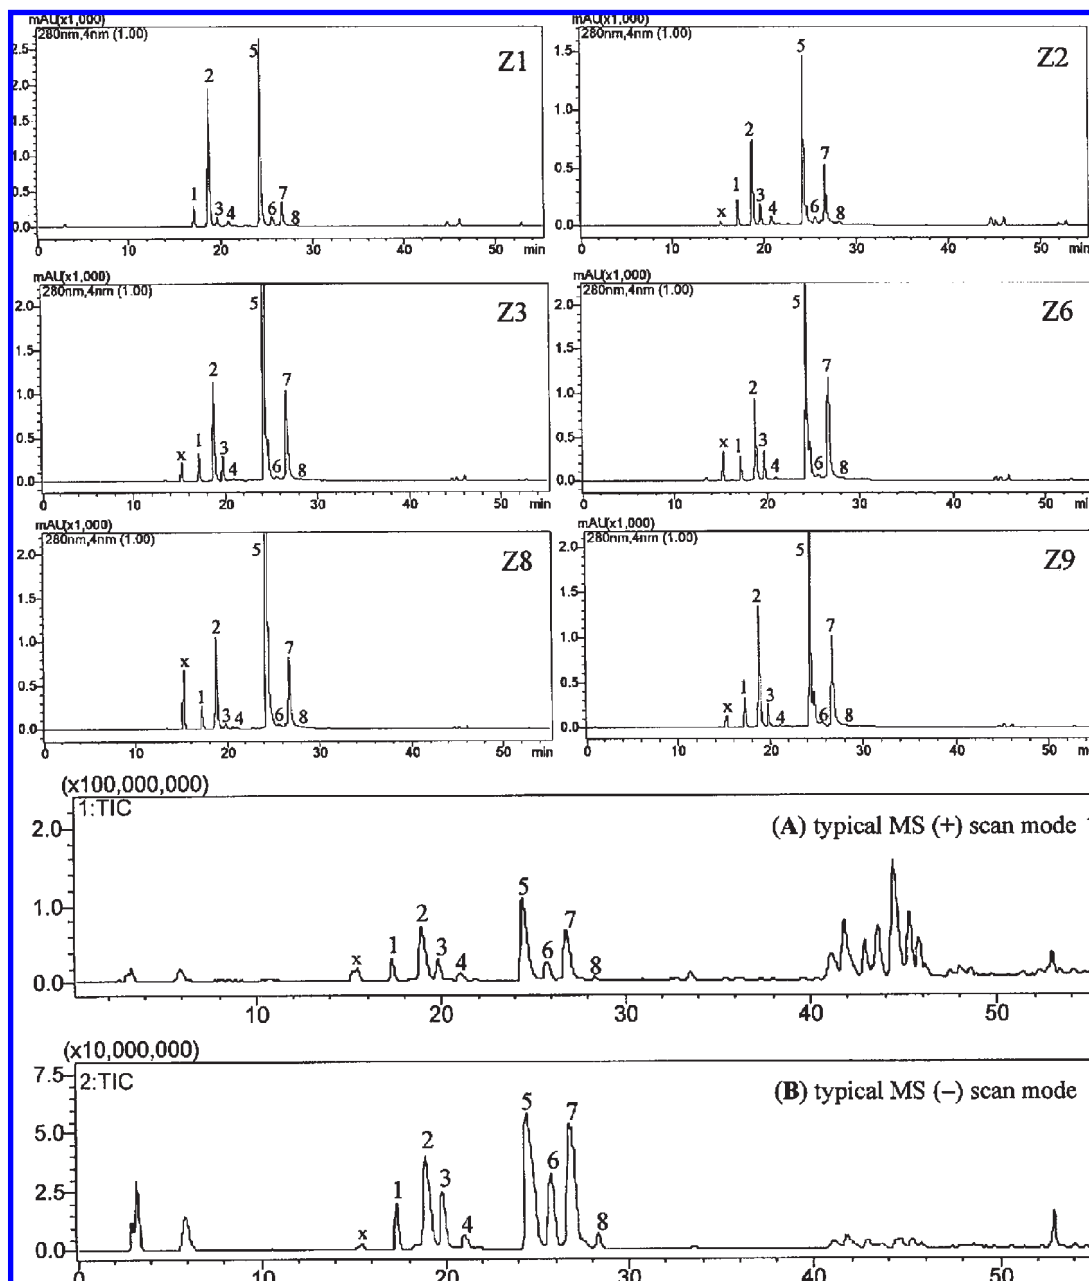 mAU(x1,000)
280nm,4nm (1.00)
Z1
2.5
2.0
1.5
1.0
0.5
0.0
1 2 3 4 5 6 7 8
0 10 20 30 40 50 min
mAU(x1,000)
280nm,4nm (1.00)
Z2
1.5
1.0
0.5
0.0
x 1 2 3 4 5 6 7 8
0 10 20 30 40 50 min
mAU(x1,000)
280nm,4nm (1.00)
Z3
2.0
1.5
1.0
0.5
0.0
x 1 2 3 4 5 6 7 8
0 10 20 30 40 50 min
mAU(x1,000)
280nm,4nm (1.00)
Z6
2.0
1.5
1.0
0.5
0.0
x 1 2 3 4 5 6 7 8
0 10 20 30 40 50 mi
mAU(x1,000)
280nm,4nm (1.00)
Z8
2.0
1.5
1.0
0.5
0.0
x 1 2 3 4 5 6 7 8
0 10 20 30 40 50 min
mAU(x1,000)
280nm,4nm (1.00)
Z9
2.0
1.5
1.0
0.5
0.0
x 1 2 3 4 5 6 7 8
0 10 20 30 40 50 m
(x100,000,000)
1:TIC
(A) typical MS (+) scan mode
2.0
1.0
0.0
x 1 2 3 4 5 6 7 8
10 20 30 40 50
(x10,000,000)
2:TIC
(B) typical MS (–) scan mode
7.5
5.0
2.5
0.0
x 1 2 3 4 5 6 7 8
0 10 20 30 40 50